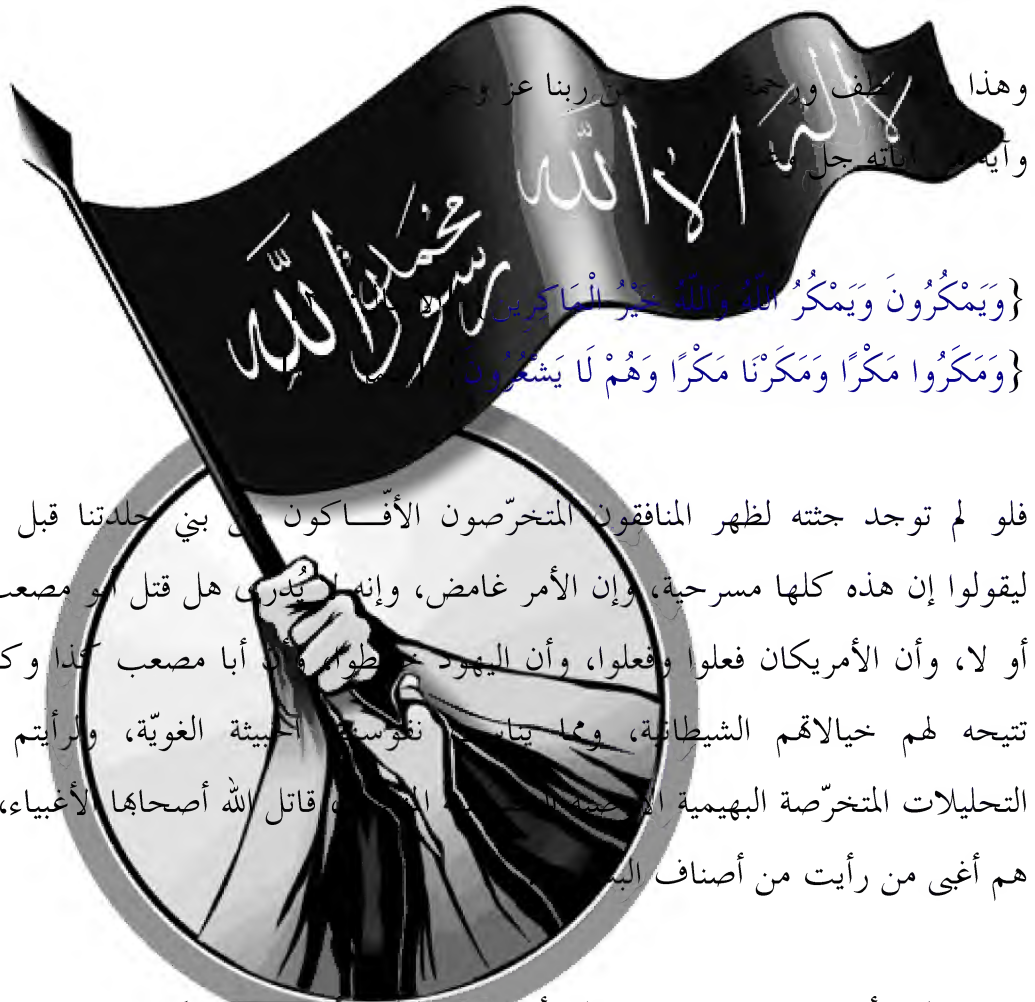 وهذا ورحمة من ربنا عز وجل
وآية من آياته جل
لا إله
إلا الله
محمد رسول الله
{وَيَمْكُرُونَ وَيَمْكُرُ اللَّهُ وَاللَّهُ خَيْرُ الْمَاكِرِينَ
{وَمَكَرُوا مَكْرًا وَمَكَرْنَا مَكْرًا وَهُمْ لَا يَشْعُرُونَ
فلو لم توجد جثته لظهر المنافقون المتخرّصون الأفّـــاكون من بني جلدتنا قبل
ليقولوا إن هذه كلها مسرحية، وإن الأمر غامض، وإنه لا يُدرى هل قتل أبو مصعب
أو لا، وأن الأمريكان فعلوا وفعلوا، وأن اليهود خططوا، وأن أبا مصعب كذا
تتيحه لهم خيالاتهم الشيطانية، ومما يناسب نفوسهم الخبيثة الغويّة، ولرأيتم
التحليلات المتخرّصة البهيمية قاتل الله أصحابها الأغبياء،
هم أغبى من رأيت من أصناف